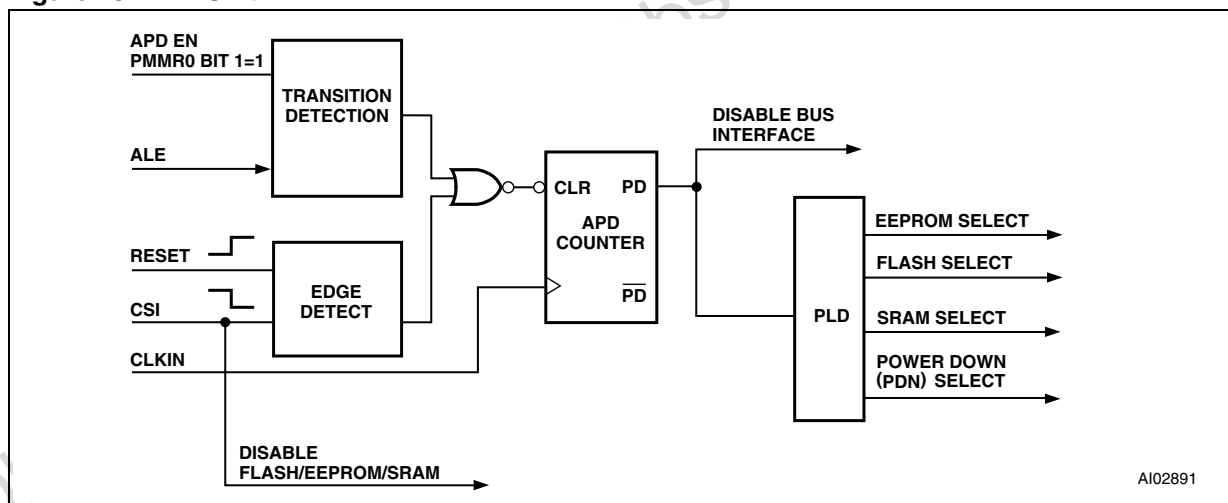 APD EN
PMMR0 BIT 1=1
TRANSITION
DETECTION
ALE
DISABLE BUS
INTERFACE
CLR PD
APD
COUNTER
PD
EEPROM SELECT
FLASH SELECT
RESET
EDGE
DETECT
CSI
PLD
SRAM SELECT
CLKIN
POWER DOWN
(PDN) SELECT
DISABLE
FLASH/EEPROM/SRAM
AI02891